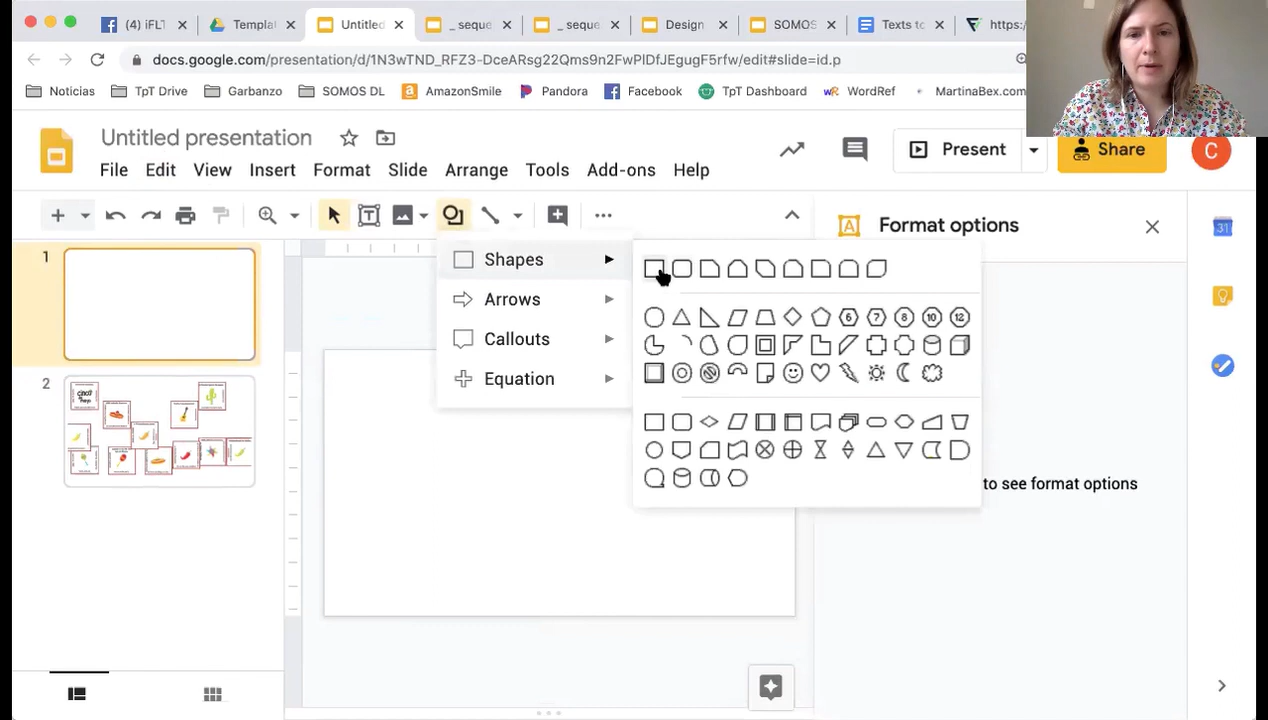 (4) iFLT
Templat
Untitled
_ seque
_ seque
Design
SOMOS
Texts to
https:
docs.google.com/presentation/d/1N3wTND_RFZ3-DceARsg22Qms9n2FwPlDfJEgugF5rfw/edit#slide=id.p
Noticias
TpT Drive
Garbanzo
SOMOS DL
AmazonSmile
Pandora
Facebook
TpT Dashboard
WordRef
MartinaBex.com
Untitled presentation
Present
Share
C
File Edit View Insert Format Slide Arrange Tools Add-ons Help
Format options
31
1
Shapes
Arrows
Callouts
Equation
6 7 8 10 12
2
cinco
to see format options